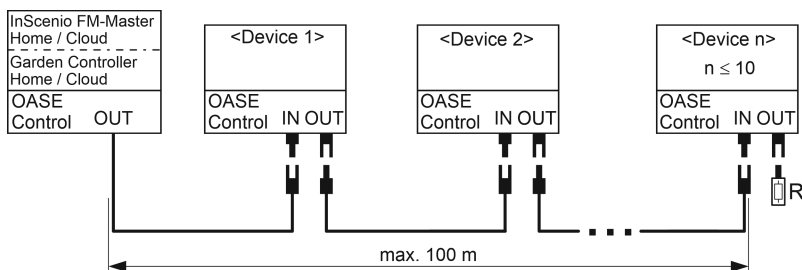 InScenio FM-Master
Home / Cloud
Garden Controller
Home / Cloud
OASE
Control OUT
<Device 1>
OASE
Control IN OUT
<Device 2>
OASE
Control IN OUT
<Device n>
n ≤ 10
OASE
Control IN OUT
R
max. 100 m